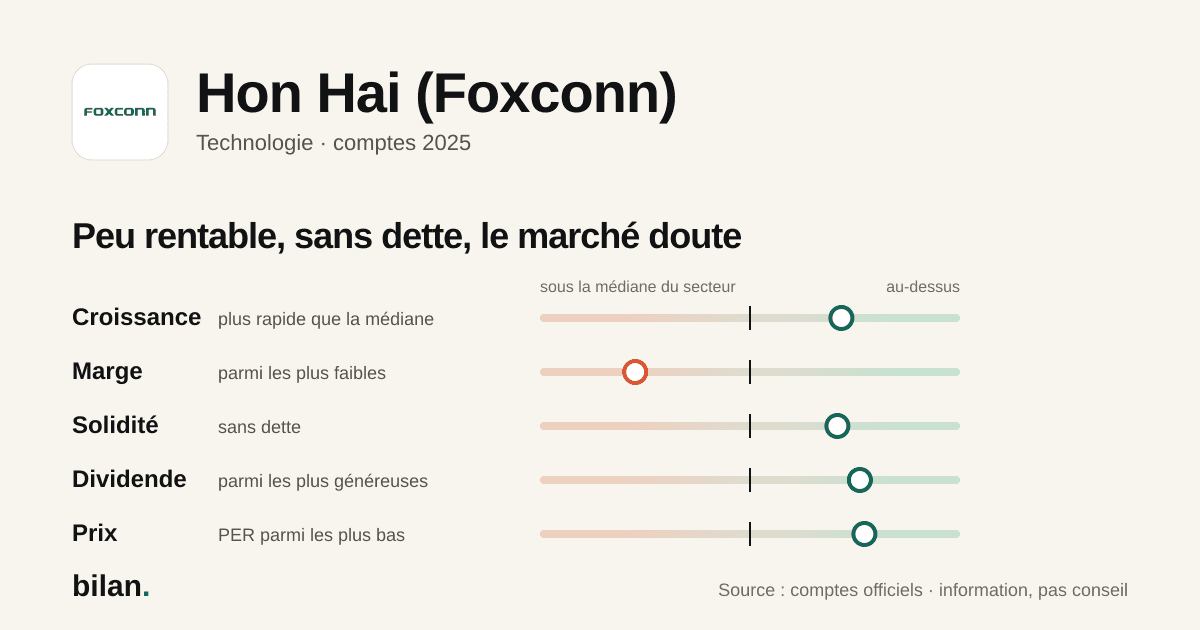 FOXCONN
Hon Hai (Foxconn)
Technologie · comptes 2025
Peu rentable, sans dette, le marché doute
sous la médiane du secteur au-dessus
Croissance plus rapide que la médiane
Marge parmi les plus faibles
Solidité sans dette
Dividende parmi les plus généreuses
Prix PER parmi les plus bas
bilan.
Source : comptes officiels · information, pas conseil